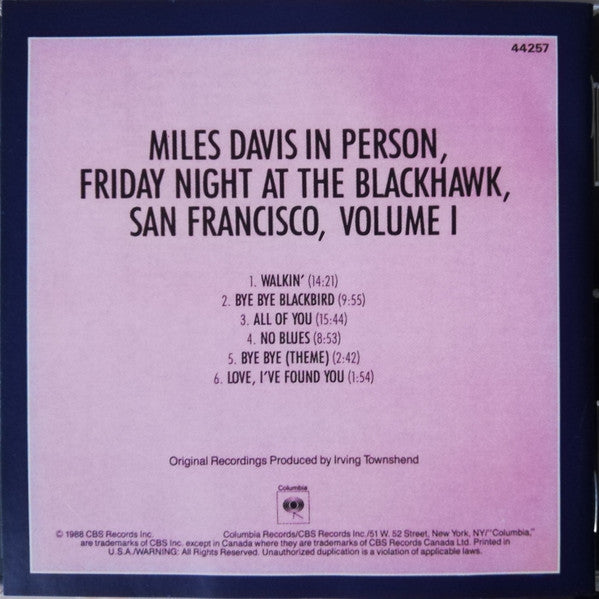 44257
MILES DAVIS IN PERSON,
FRIDAY NIGHT AT THE BLACKHAWK,
SAN FRANCISCO, VOLUME I
1. WALKIN' (14:21)
2. BYE BYE BLACKBIRD (9:55)
3. ALL OF YOU (15:44)
4. NO BLUES (8:53)
5. BYE BYE (THEME) (2:42)
6. LOVE, I'VE FOUND YOU (1:54)
Original Recordings Produced by Irving Townshend
Columbia
© 1988 CBS Records Inc. Columbia Records/CBS Records Inc./51 W. 52 Street, New York, NY/"Columbia,"
are trademarks of CBS Inc. except in Canada where they are trademarks of CBS Records Canada Ltd. Printed in
U.S.A./WARNING: All Rights Reserved. Unauthorized duplication is a violation of applicable laws.